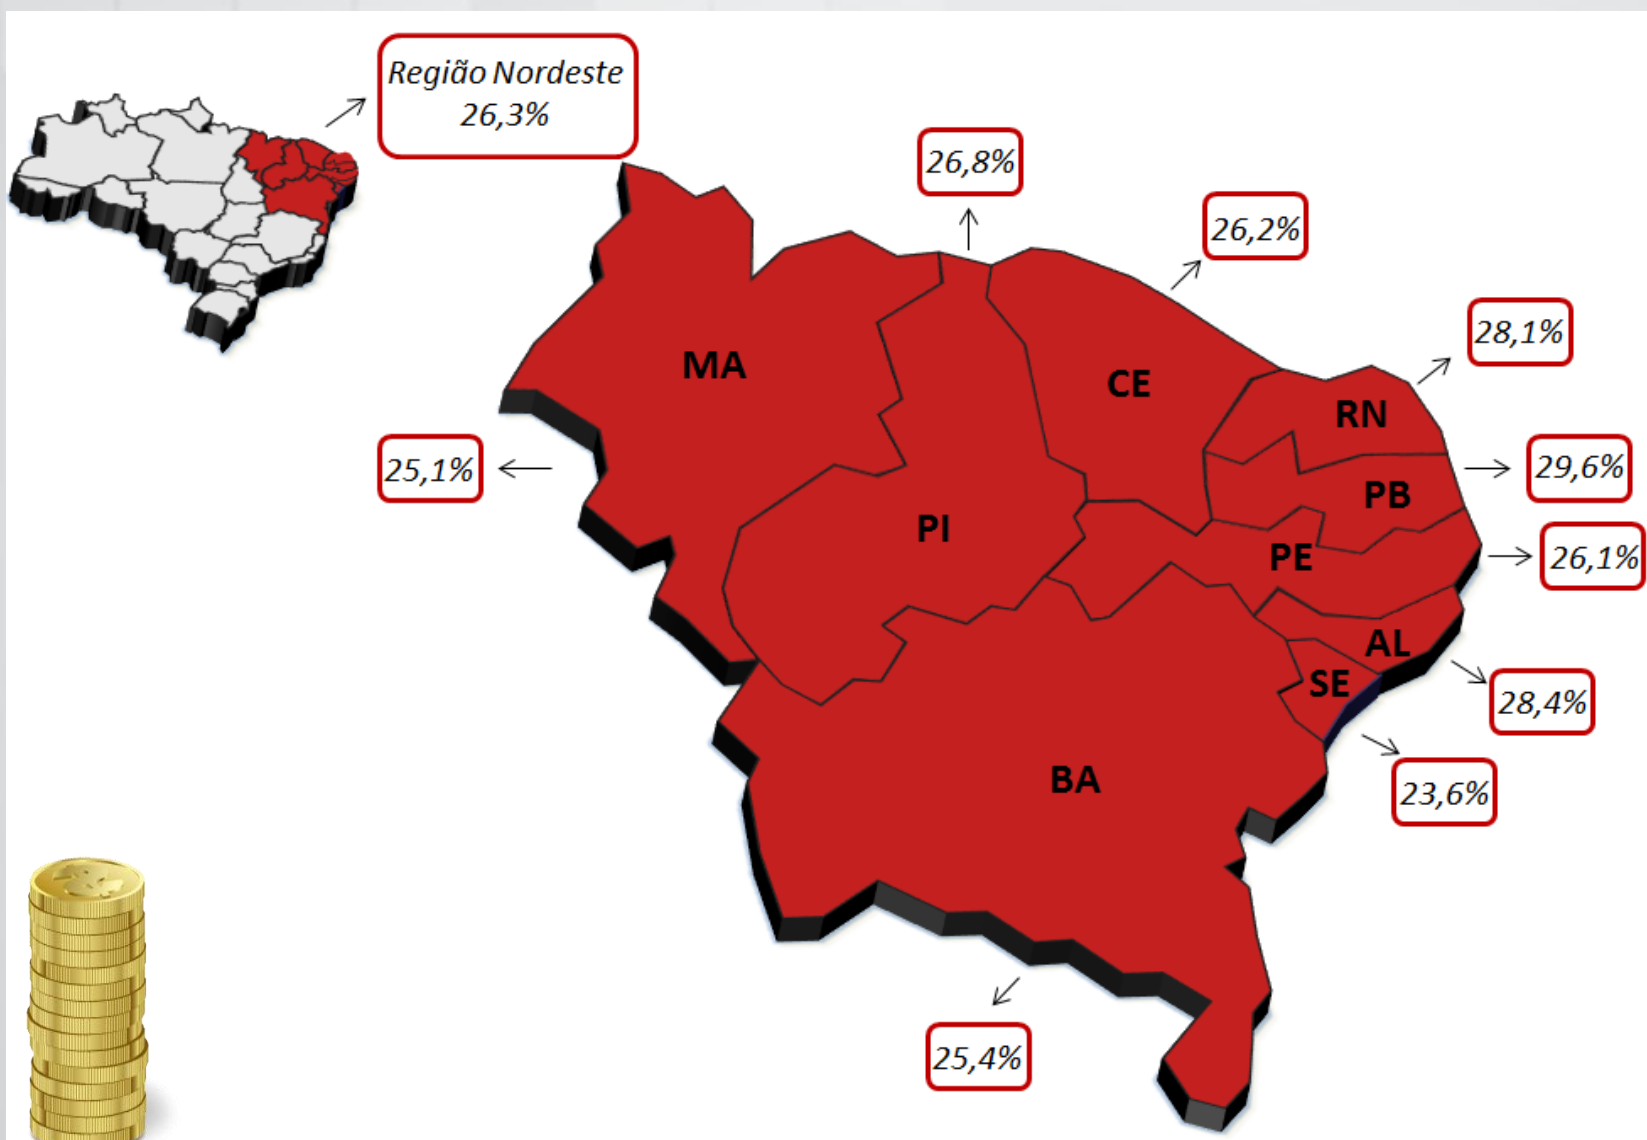 Região Nordeste
26,3%
26,8%
26,2%
28,1%
MA
CE
RN
25,1%
29,6%
PB
PI
PE
26,1%
AL
SE
28,4%
BA
23,6%
25,4%